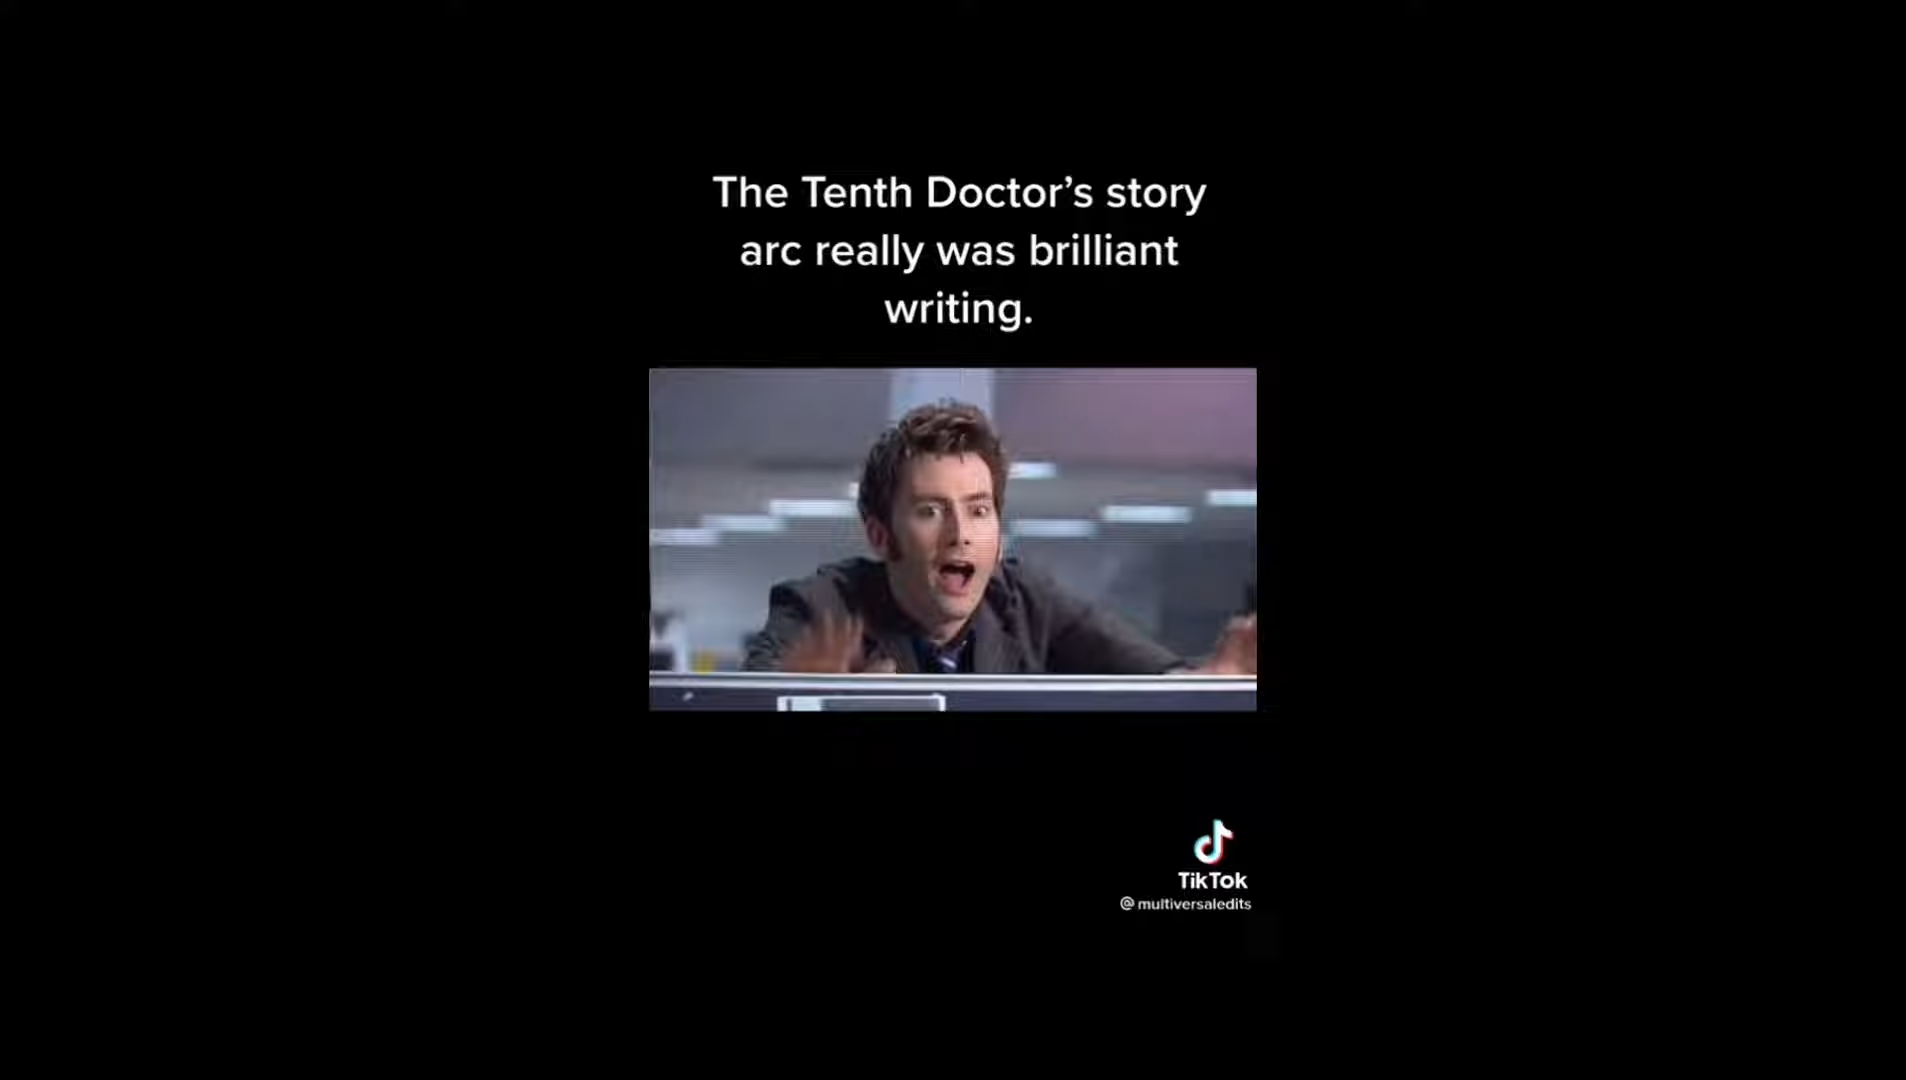 The Tenth Doctor’s story
arc really was brilliant
writing.
TikTok
@multiversaledits